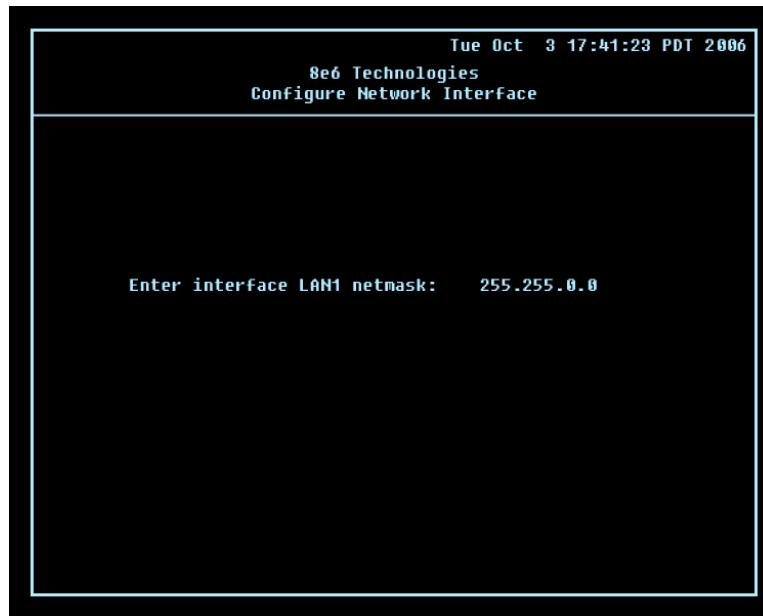 Tue Oct  3 17:41:23 PDT 2006
8e6 Technologies
Configure Network Interface
Enter interface LAN1 netmask:   255.255.0.0